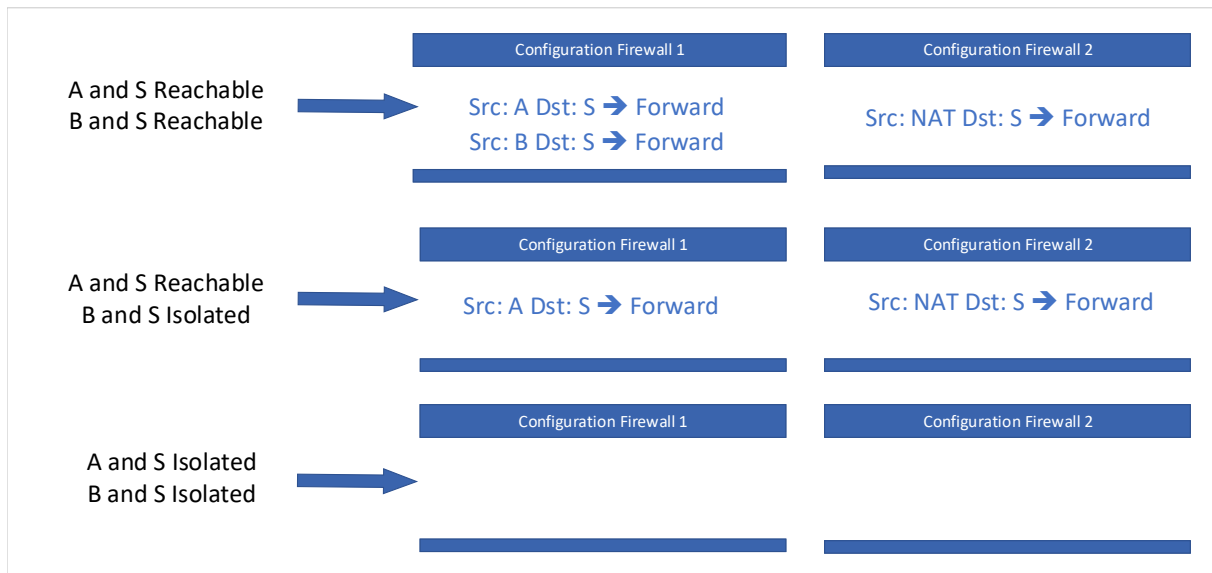 Configuration Firewall 1
Configuration Firewall 2
A and S Reachable
B and S Reachable
Src: A Dst: S ➔ Forward
Src: B Dst: S ➔ Forward
Src: NAT Dst: S ➔ Forward
Configuration Firewall 1
Configuration Firewall 2
A and S Reachable
B and S Isolated
Src: A Dst: S ➔ Forward
Src: NAT Dst: S ➔ Forward
Configuration Firewall 1
Configuration Firewall 2
A and S Isolated
B and S Isolated